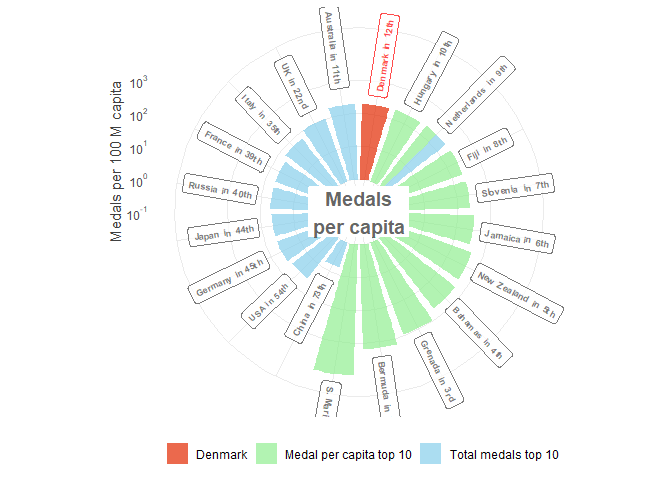 Medals per 100 M capita
10³
10²
10¹
10⁰
10⁻¹
Medals
per capita
Denmark in 12th
Hungary in 10th
Netherlands in 9th
Fiji in 8th
Slovenia in 7th
Jamaica in 6th
New Zealand in 5th
Bahamas in 4th
Grenada in 3rd
Bermuda in
S. Mari
China in 73th
USA in 54th
Germany in 45th
Japan in 44th
Russia in 40th
France in 39th
Italy in 35th
UK in 22nd
Australia in 11th
Denmark
Medal per capita top 10
Total medals top 10